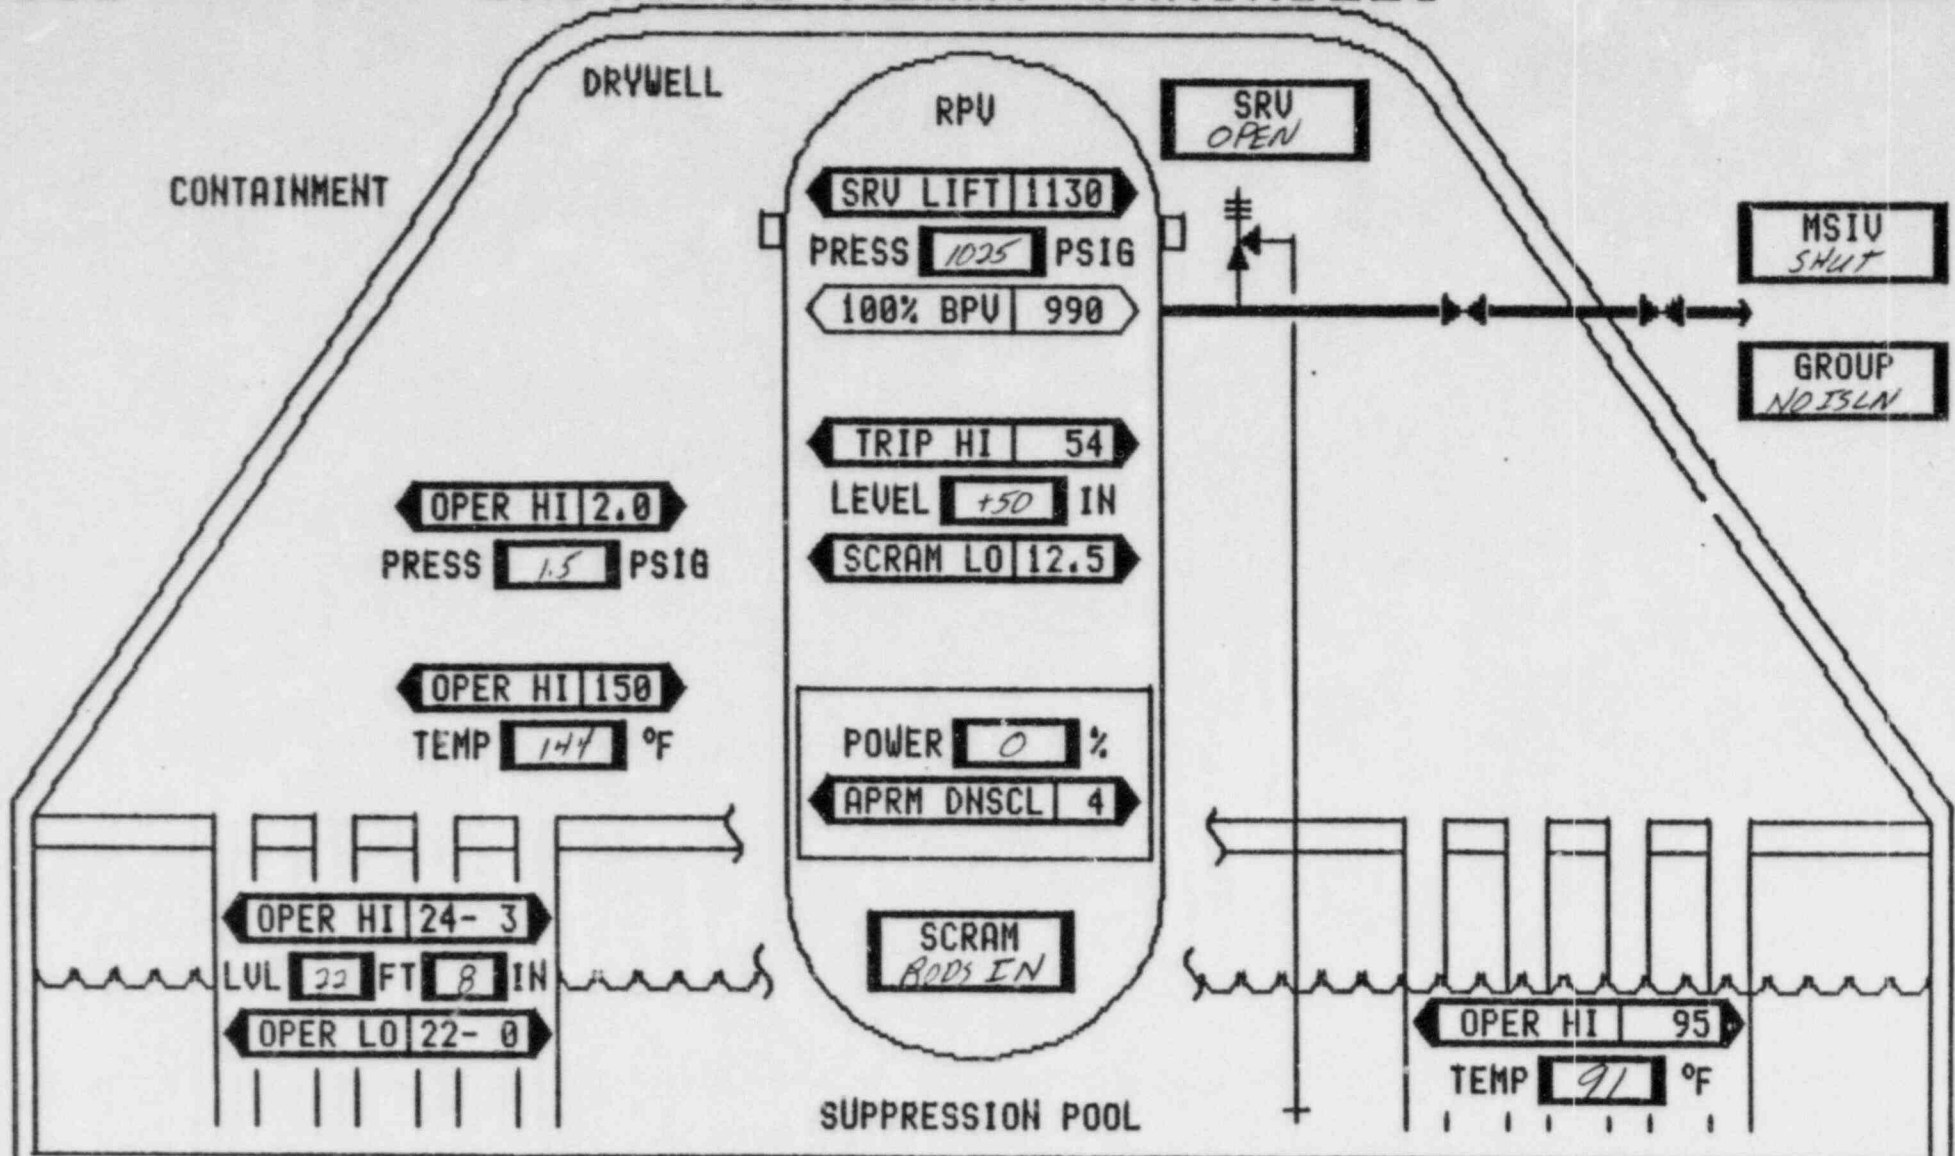 DRYWELL
RPV
SRV
OPEN
CONTAINMENT
SRV LIFT 1130
PRESS 1025 PSIG
100% BPV 990
MSIV
SHUT
GROUP
NO ISLN
TRIP HI 54
LEVEL +50 IN
SCRAM LO 12.5
OPER HI 2.0
PRESS 1.5 PSIG
OPER HI 150
TEMP 144 °F
POWER 0 %
APRM DNSCL 4
OPER HI 24- 3
LVL 22 FT 8 IN
OPER LO 22- 0
SCRAM
RODS IN
OPER HI 95
TEMP 91 °F
SUPPRESSION POOL